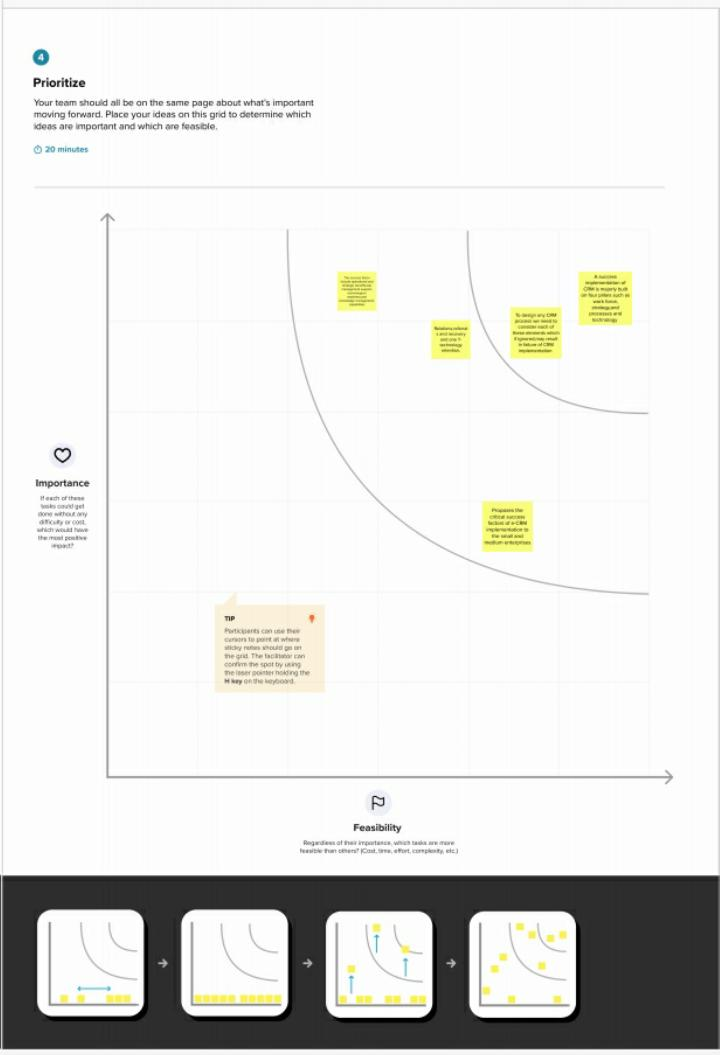 4
Prioritize
Your team should all be on the same page about what's important
moving forward. Place your ideas on this grid to determine which
ideas are important and which are feasible.
20 minutes
A success
implementation of
CRM is majorly built
on four pillars such as
work force,
strategy,and
processes and
technology
To design any CRM
process we need to
consider each of
these elements which
if ignored may result
in failure of CRM
implementation
and recovery
and one T-
technology
Proposes the
critical success
factors of e-CRM
implementation to
the small and
medium enterprises
Importance
If each of these
tasks could get
done without any
difficulty or cost,
which would have
the most positive
impact?
TIP
Participants can use their
cursors to point at where
sticky notes should go on
the grid. The facilitator can
confirm the spot by using
the laser pointer holding the
H key on the keyboard.
Feasibility
Regardless of their importance, which tasks are more
feasible than others? (Cost, time, effort, complexity, etc.)